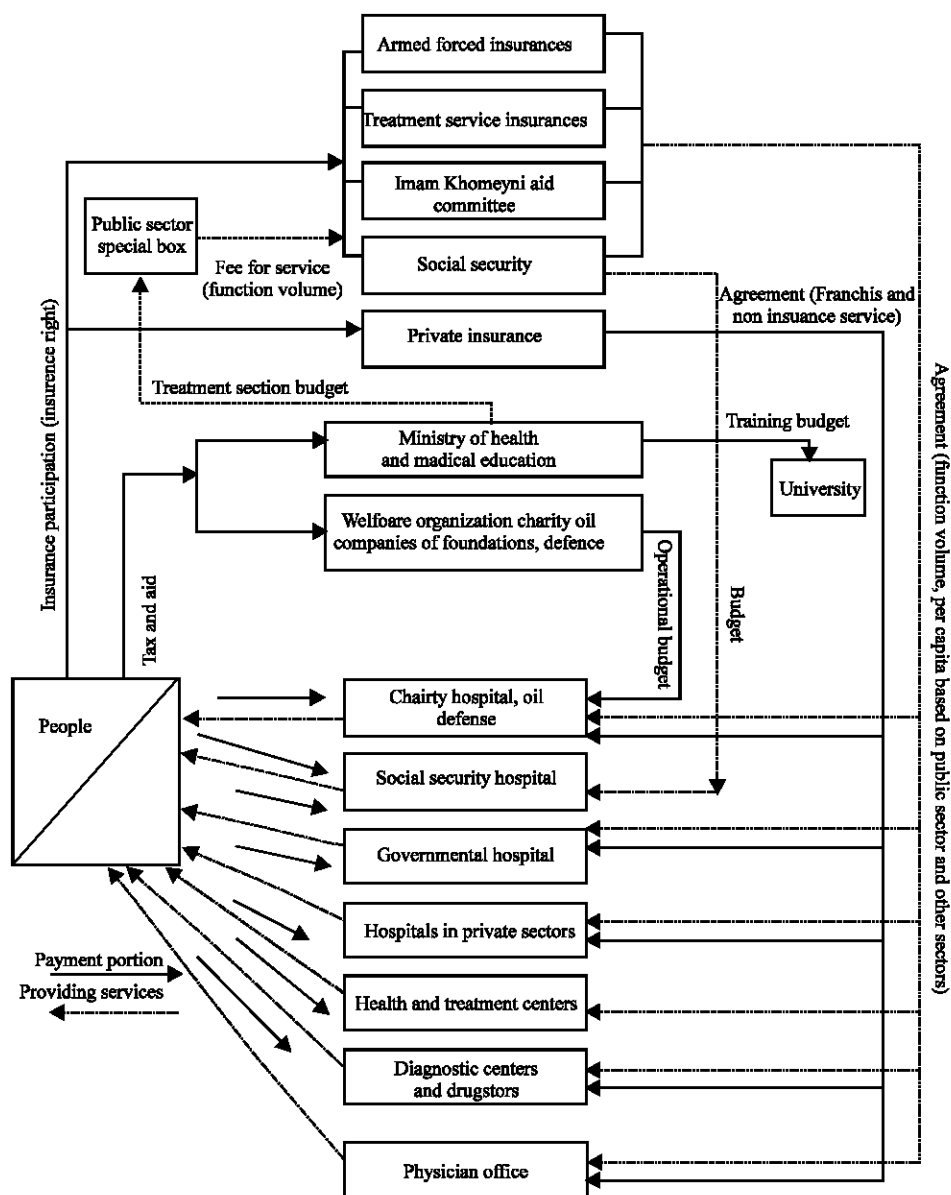 Armed forced insurances
Treatment service insurances
Imam Khomeyni aid
committee
Public sector
special box
Fee for service
(function volume)
Social security
Agreement (Franchis and
non insuance service)
Private insurance
Treatment section budget
Ministry of health
and madical education
Training budget
University
Welfoare organization charity oil
companies of foundations, defence
Insurance participation (insurence right)
Tax and aid
Operational budget
Budget
Agreement (function volume, per capita based on public sector and other sectors)
People
Chairty hospital, oil
defense
Social security hospital
Governmental hospital
Hospitals in private sectors
Payment portion
Providing services
Health and treatment centers
Diagnostic centers
and drugstors
Physician office